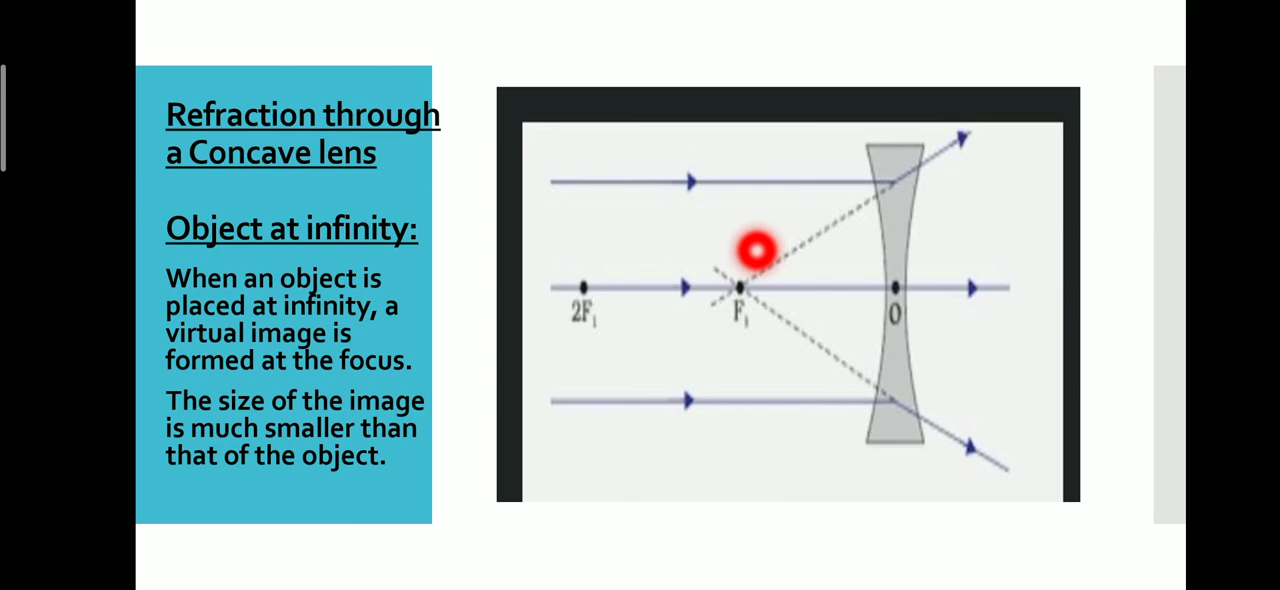 Refraction through
a Concave lens
Object at infinity:
When an object is
placed at infinity, a
virtual image is
formed at the focus.
The size of the image
is much smaller than
that of the object.
2F₁
F₁
O